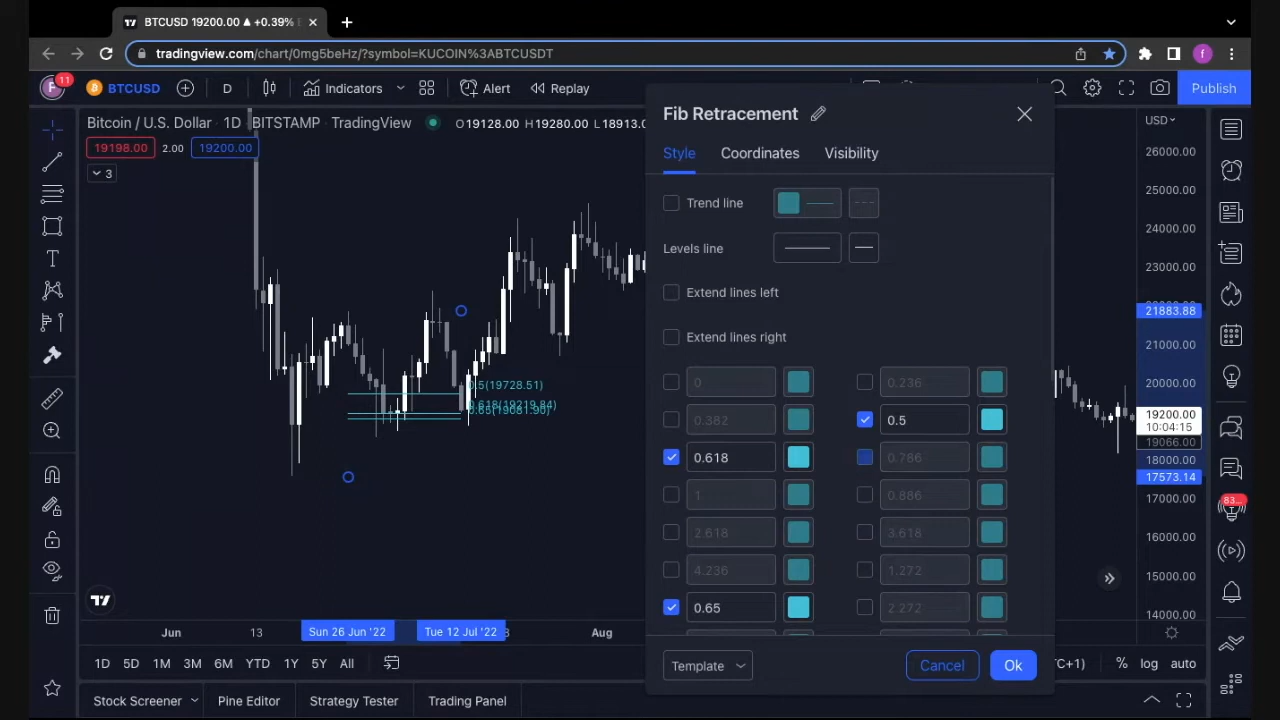 BTCUSD 19200.00 ▲ +0.39%
tradingview.com/chart/0mg5beHz/?symbol=KUCOIN%3ABTCUSDT
f
11
BTCUSD
D
Indicators
Alert
Replay
Publish
Bitcoin / U.S. Dollar · 1D · BITSTAMP · TradingView
O19128.00 H19280.00 L18913.0
19198.00
2.00
19200.00
3
Fib Retracement
Style
Coordinates
Visibility
Trend line
Levels line
Extend lines left
Extend lines right
0
0.236
0.382
0.5
0.618
0.786
1
0.886
2.618
3.618
4.236
1.272
0.65
2.272
Template
Cancel
Ok
0.5(19728.51)
0.618(19219.84)
USD
26000.00
25000.00
24000.00
23000.00
21883.88
21000.00
20000.00
19200.00
10:04:15
19066.00
18000.00
17573.14
17000.00
16000.00
15000.00
14000.00
83...
Jun
13
Sun 26 Jun '22
Tue 12 Jul '22
Aug
1D
5D
1M
3M
6M
YTD
1Y
5Y
All
%
log
auto
Stock Screener
Pine Editor
Strategy Tester
Trading Panel